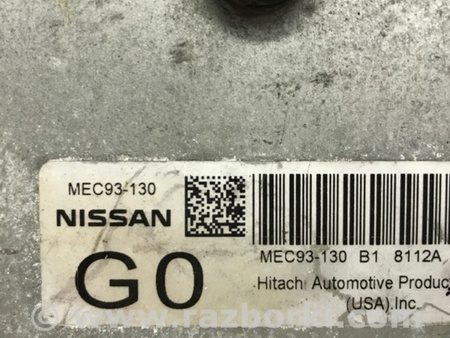 MEC93-130
NISSAN
G0
MEC93-130 B1 8112A
Hitachi Automotive Produc
(USA).Inc.
www.razborki.com